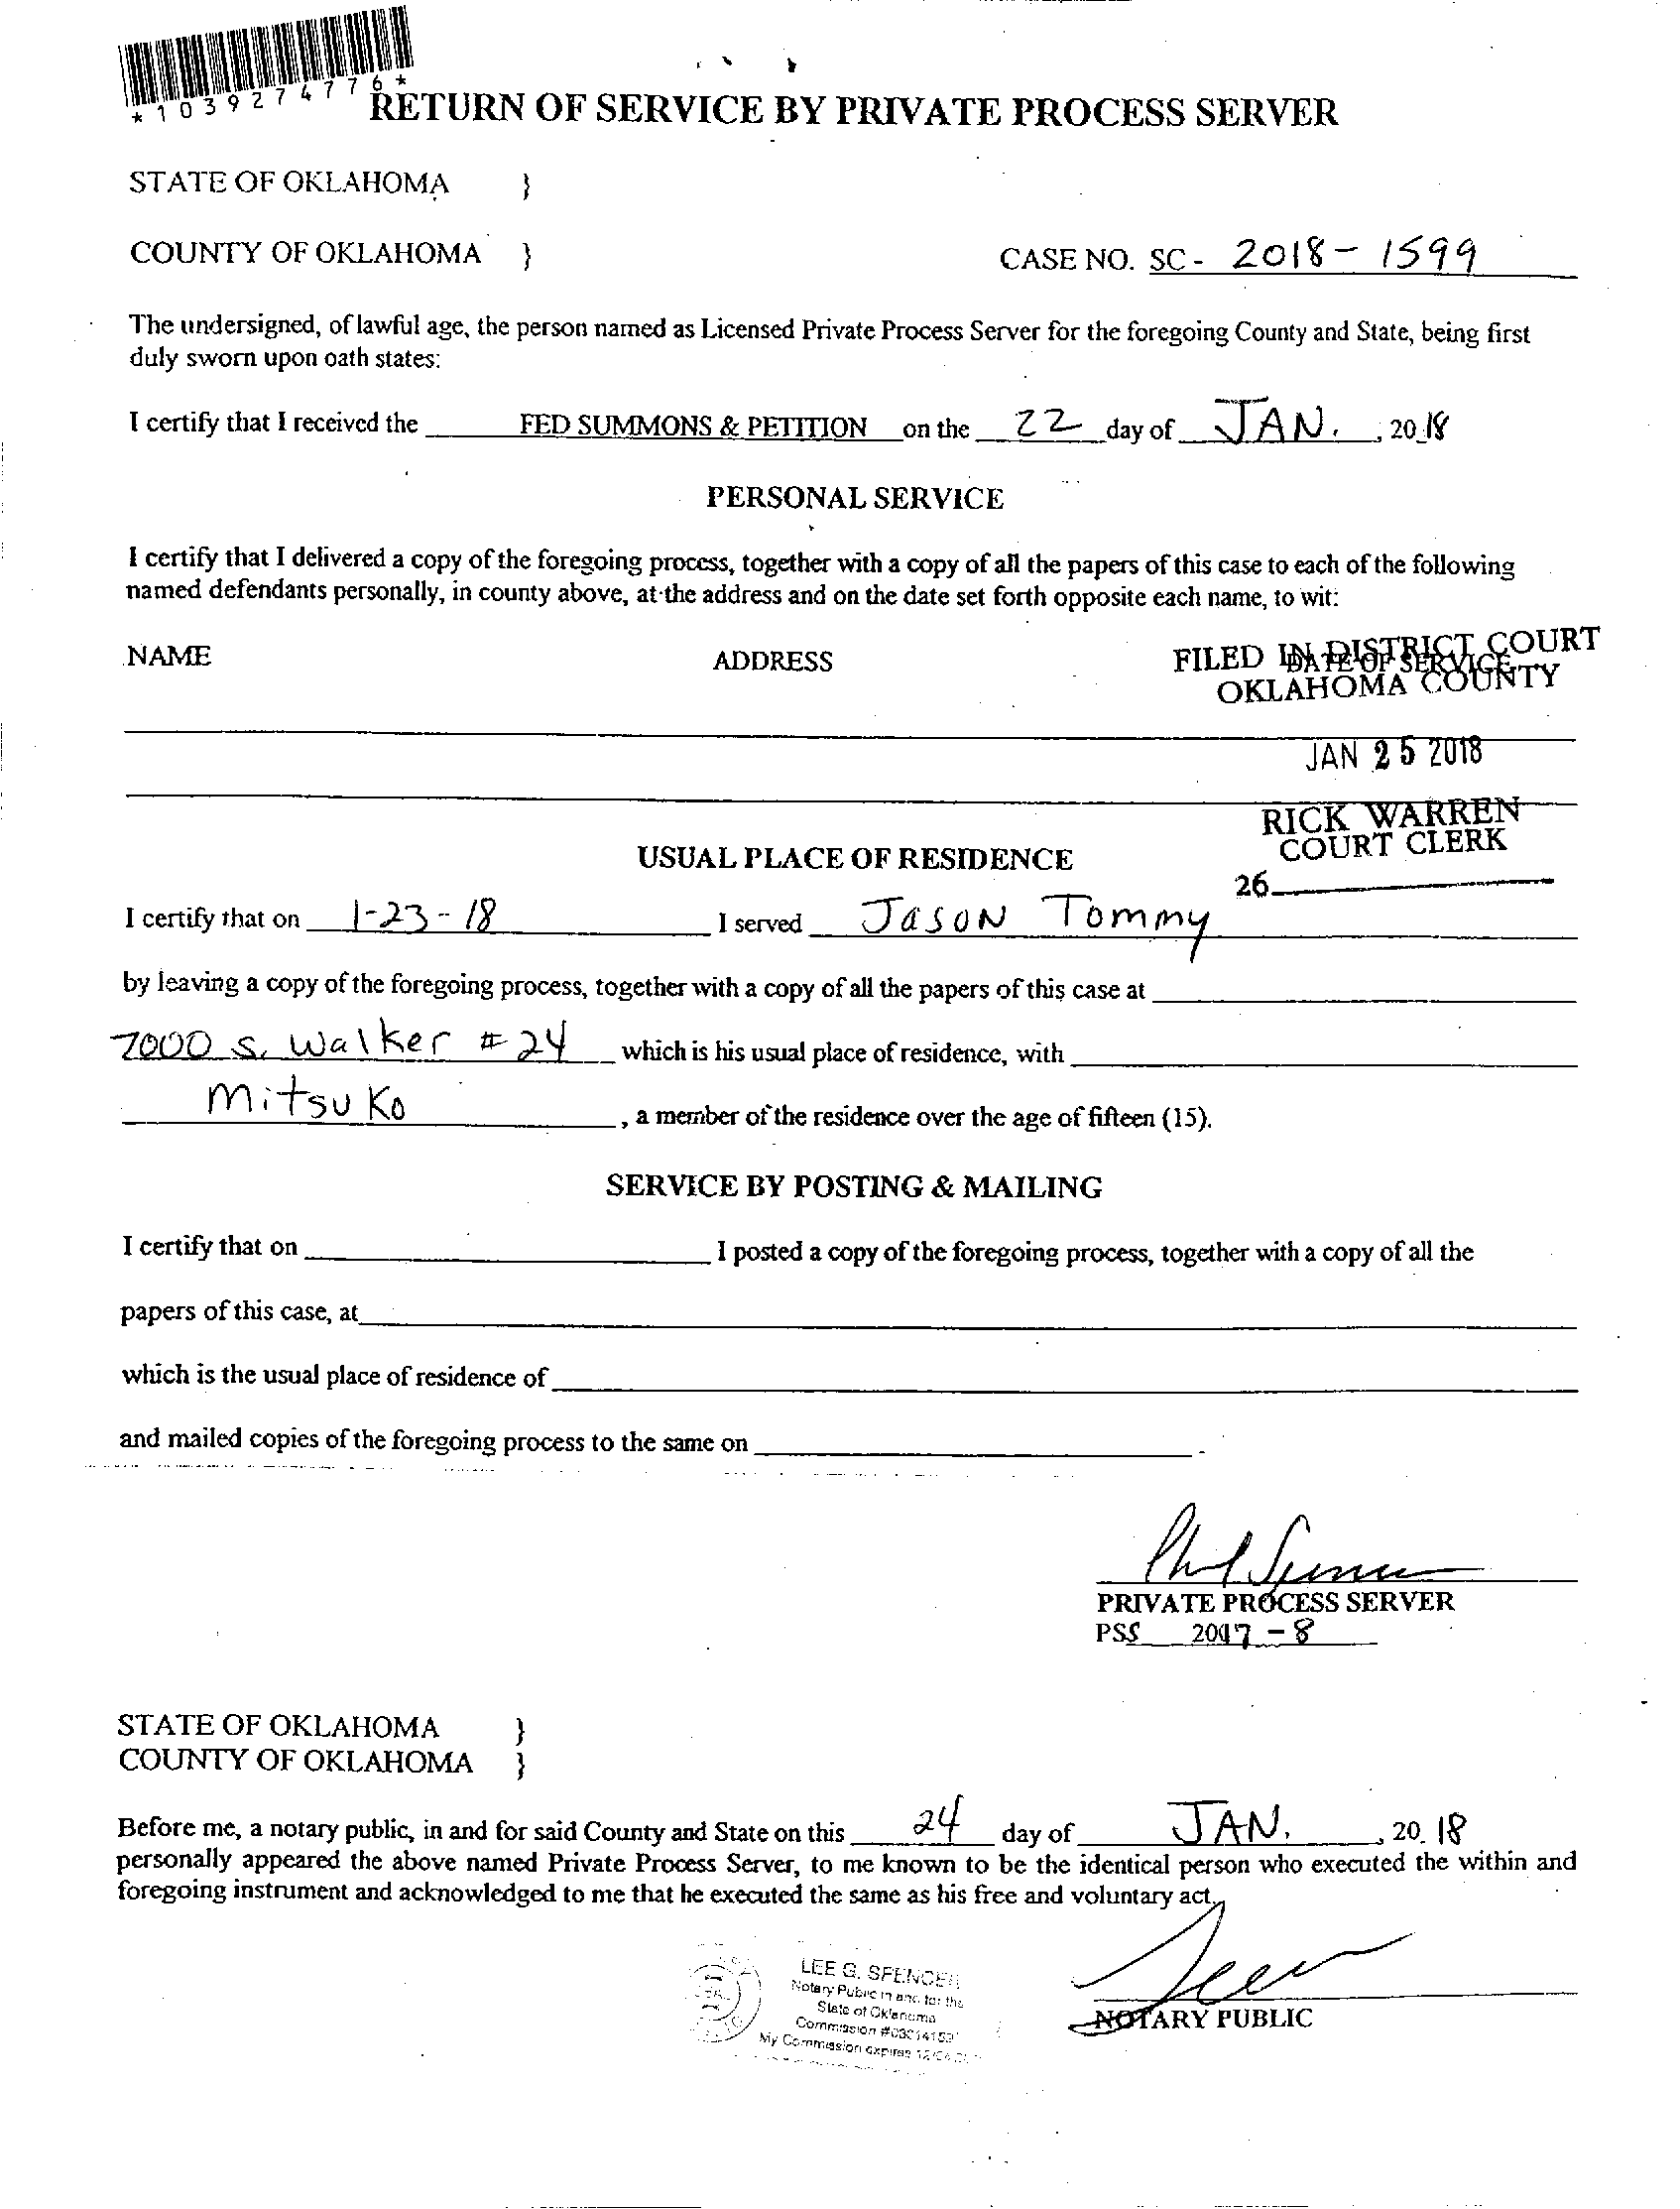 *1039274776*
RETURN OF SERVICE BY PRIVATE PROCESS SERVER
STATE OF OKLAHOMA }
COUNTY OF OKLAHOMA } CASE NO. SC - 2018 - 1599
The undersigned, of lawful age, the person named as Licensed Private Process Server for the foregoing County and State, being first
duly sworn upon oath states:
I certify that I received the FED SUMMONS & PETITION on the 22 day of JAN. , 20 18
PERSONAL SERVICE
I certify that I delivered a copy of the foregoing process, together with a copy of all the papers of this case to each of the following
named defendants personally, in county above, at the address and on the date set forth opposite each name, to wit:
NAME ADDRESS DATE OF SERVICE
FILED IN DISTRICT COURT
OKLAHOMA COUNTY
JAN 25 2018
RICK WARREN
COURT CLERK
26
USUAL PLACE OF RESIDENCE
I certify that on 1-23-18 I served Jason Tommy
by leaving a copy of the foregoing process, together with a copy of all the papers of this case at
7000 S. Walker # 24 which is his usual place of residence, with
Mitsuko , a member of the residence over the age of fifteen (15).
SERVICE BY POSTING & MAILING
I certify that on I posted a copy of the foregoing process, together with a copy of all the
papers of this case, at
which is the usual place of residence of
and mailed copies of the foregoing process to the same on .
PRIVATE PROCESS SERVER
PSS 2017 - 8
STATE OF OKLAHOMA }
COUNTY OF OKLAHOMA }
Before me, a notary public, in and for said County and State on this 24 day of JAN. , 20 18
personally appeared the above named Private Process Server, to me known to be the identical person who executed the within and
foregoing instrument and acknowledged to me that he executed the same as his free and voluntary act.
LEE G. SPENCER
Notary Public in and for the
State of Oklahoma
Commission
My Commission expires
NOTARY PUBLIC